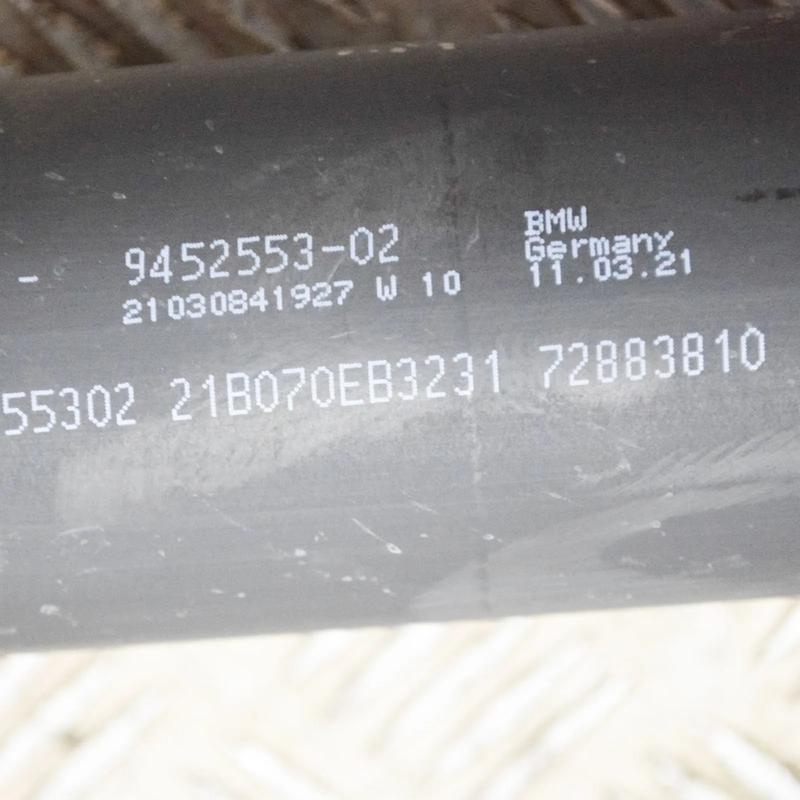 - 9452553-02
21030841927 W 10
BMW
Germany
11.03.21
55302 21B070EB3231 72883810